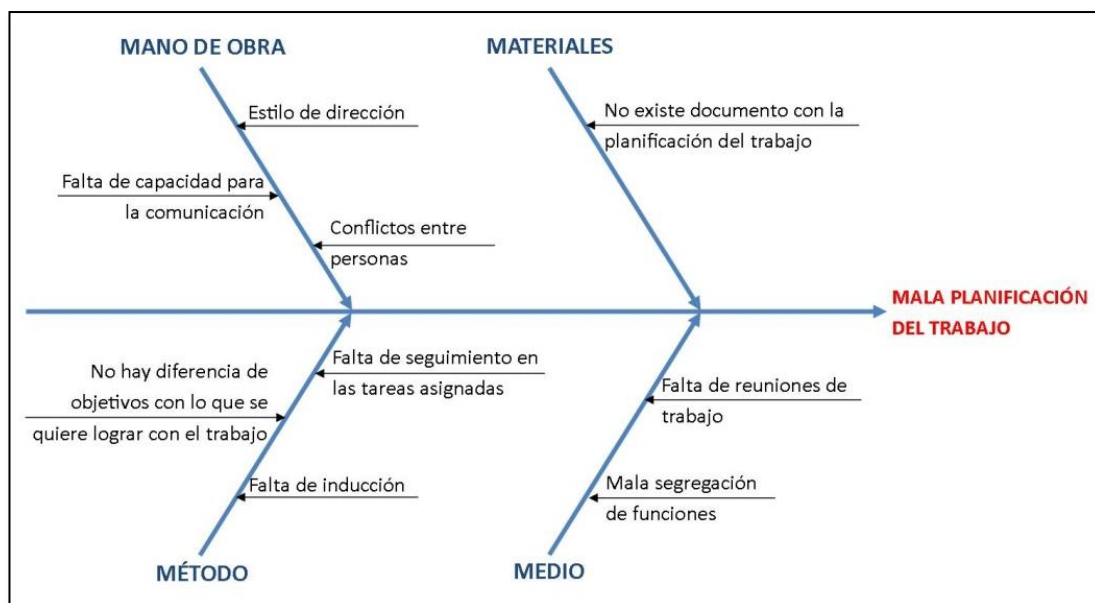 MANO DE OBRA
MATERIALES
Estilo de dirección
No existe documento con la
planificación del trabajo
Falta de capacidad para
la comunicación
Conflictos entre
personas
MALA PLANIFICACIÓN
DEL TRABAJO
No hay diferencia de
objetivos con lo que se
quiere lograr con el trabajo
Falta de seguimiento en
las tareas asignadas
Falta de reuniones de
trabajo
Falta de inducción
Mala segregación
de funciones
MÉTODO
MEDIO